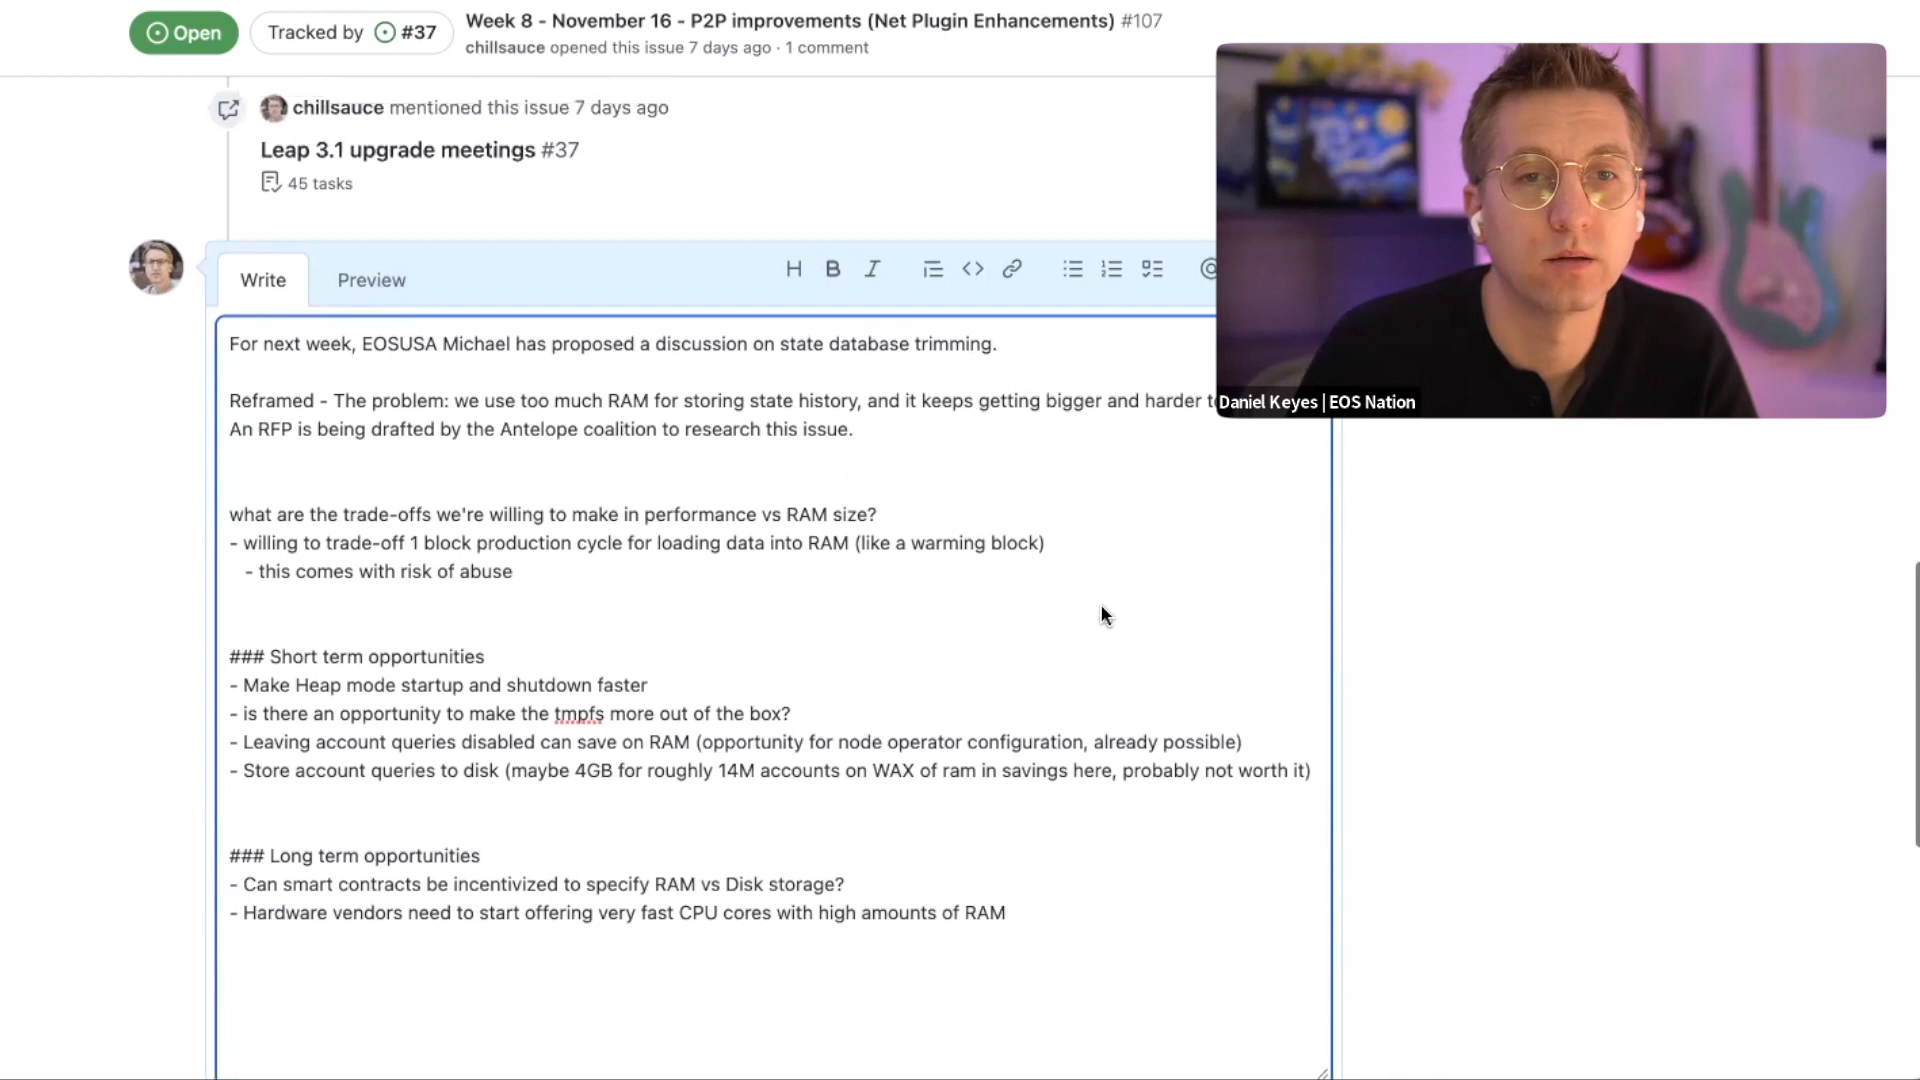 Open
Tracked by #37
Week 8 - November 16 - P2P improvements (Net Plugin Enhancements) #107
chillsauce opened this issue 7 days ago · 1 comment
chillsauce mentioned this issue 7 days ago
Leap 3.1 upgrade meetings #37
45 tasks
Write
Preview
H B I
For next week, EOSUSA Michael has proposed a discussion on state database trimming.
Reframed - The problem: we use too much RAM for storing state history, and it keeps getting bigger and harder
An RFP is being drafted by the Antelope coalition to research this issue.
what are the trade-offs we're willing to make in performance vs RAM size?
- willing to trade-off 1 block production cycle for loading data into RAM (like a warming block)
- this comes with risk of abuse
### Short term opportunities
- Make Heap mode startup and shutdown faster
- is there an opportunity to make the tmpfs more out of the box?
- Leaving account queries disabled can save on RAM (opportunity for node operator configuration, already possible)
- Store account queries to disk (maybe 4GB for roughly 14M accounts on WAX of ram in savings here, probably not worth it)
### Long term opportunities
- Can smart contracts be incentivized to specify RAM vs Disk storage?
- Hardware vendors need to start offering very fast CPU cores with high amounts of RAM
Daniel Keyes | EOS Nation